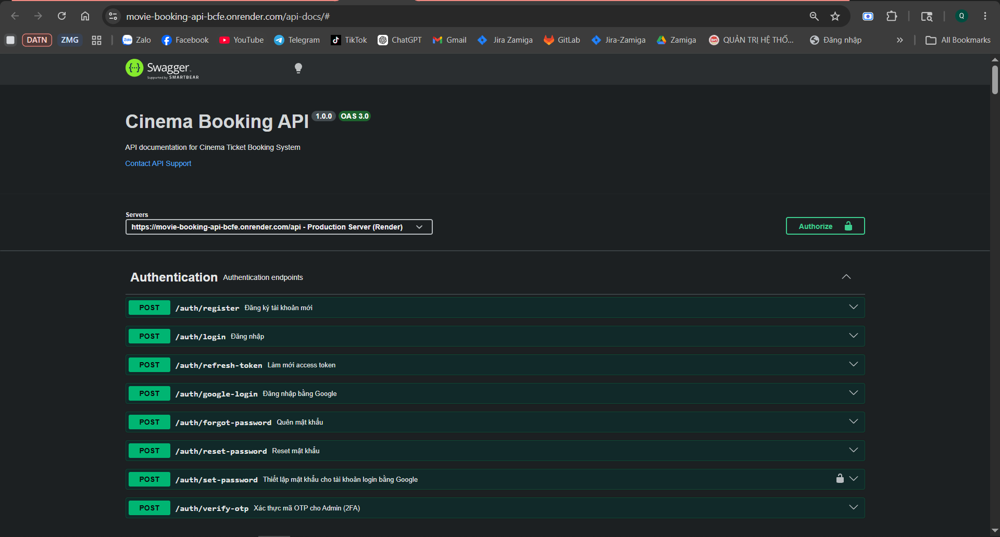 movie-booking-api-bcfe.onrender.com/api-docs/#
Q
DATN ZMG Zalo Facebook YouTube Telegram TikTok ChatGPT Gmail Jira Zamiga GitLab Jira-Zamiga Zamiga QUẢN TRỊ HỆ THỐ... Đăng nhập » All Bookmarks
Swagger
Supported by SMARTBEAR
Cinema Booking API 1.0.0 OAS 3.0
API documentation for Cinema Ticket Booking System
Contact API Support
Servers
https://movie-booking-api-bcfe.onrender.com/api - Production Server (Render)
Authorize
Authentication Authentication endpoints
POST /auth/register Đăng ký tài khoản mới
POST /auth/login Đăng nhập
POST /auth/refresh-token Làm mới access token
POST /auth/google-login Đăng nhập bằng Google
POST /auth/forgot-password Quên mật khẩu
POST /auth/reset-password Reset mật khẩu
POST /auth/set-password Thiết lập mật khẩu cho tài khoản login bằng Google
POST /auth/verify-otp Xác thực mã OTP cho Admin (2FA)